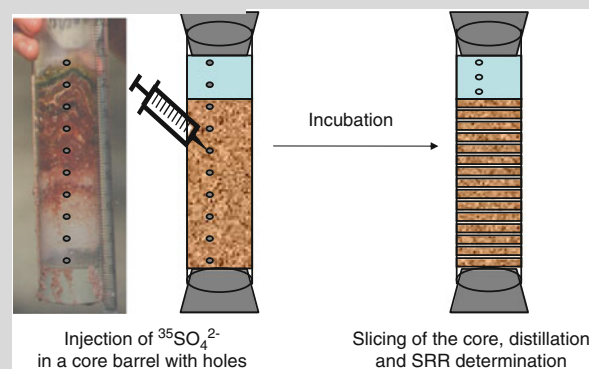 Incubation
Injection of ³⁵SO₄²⁻
in a core barrel with holes
Slicing of the core, distillation
and SRR determination